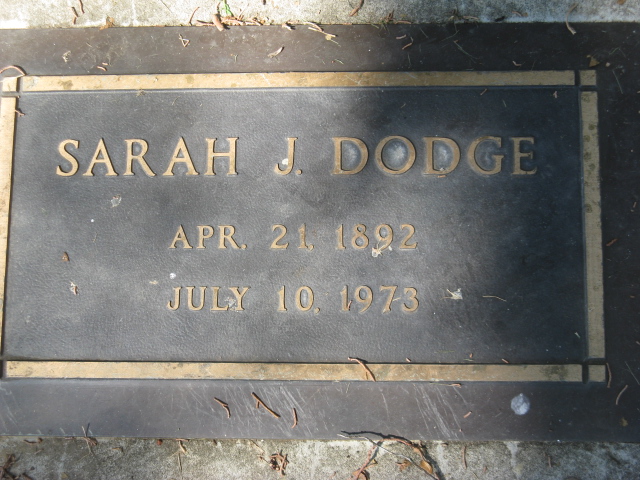 SARAH J. DODGE
APR. 21, 1892
JULY 10, 1973